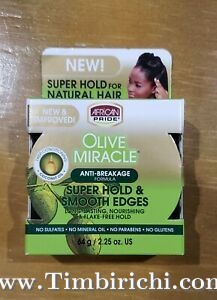 NEW!
AFRICAN
PRIDE
SUPER HOLD for
NATURAL HAIR
NEW &
IMPROVED!
AFRICAN
PRIDE
OLIVE
MIRACLE
ANTI-BREAKAGE
FORMULA
SUPER HOLD &
SMOOTH EDGES
LONG-LASTING, NOURISHING
& FLAKE-FREE HOLD
NO SULFATES • NO MINERAL OIL • NO PARABENS • NO GLUTENS
64 g / 2.25 oz. US
www.Timbirichi.com